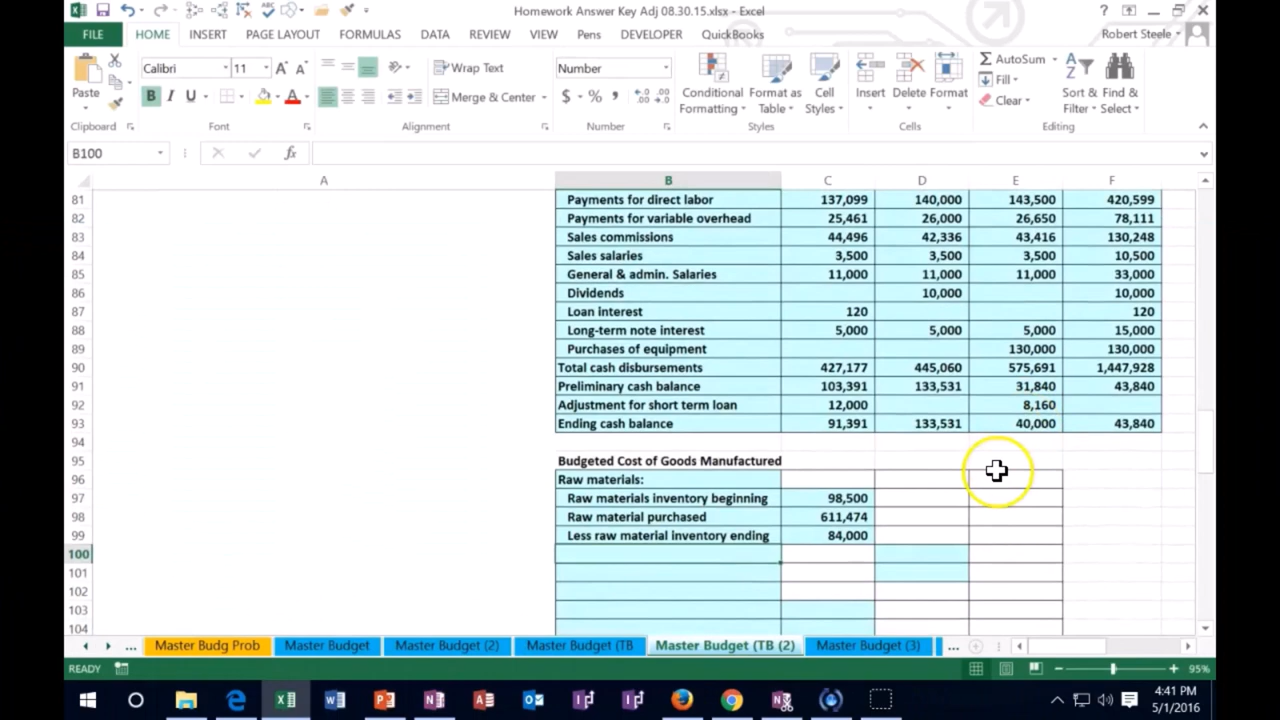 Homework Answer Key Adj 08.30.15.xlsx - Excel
FILE HOME INSERT PAGE LAYOUT FORMULAS DATA REVIEW VIEW Pens DEVELOPER QuickBooks Robert Steele
Calibri 11 Wrap Text Number AutoSum
Paste B I U Merge & Center $ % Conditional Formatting Format as Table Cell Styles Insert Delete Format Fill Clear Sort & Filter Find & Select
Clipboard Font Alignment Number Styles Cells Editing
B100 fx
A B C D E F
81 Payments for direct labor 137,099 140,000 143,500 420,599
82 Payments for variable overhead 25,461 26,000 26,650 78,111
83 Sales commissions 44,496 42,336 43,416 130,248
84 Sales salaries 3,500 3,500 3,500 10,500
85 General & admin. Salaries 11,000 11,000 11,000 33,000
86 Dividends 10,000 10,000
87 Loan interest 120 120
88 Long-term note interest 5,000 5,000 5,000 15,000
89 Purchases of equipment 130,000 130,000
90 Total cash disbursements 427,177 445,060 575,691 1,447,928
91 Preliminary cash balance 103,391 133,531 31,840 43,840
92 Adjustment for short term loan 12,000 8,160
93 Ending cash balance 91,391 133,531 40,000 43,840
94
95 Budgeted Cost of Goods Manufactured
96 Raw materials:
97 Raw materials inventory beginning 98,500
98 Raw material purchased 611,474
99 Less raw material inventory ending 84,000
100
101
102
103
104
... Master Budg Prob Master Budget Master Budget (2) Master Budget (TB Master Budget (TB (2) Master Budget (3) ...
READY 95%
4:41 PM
5/1/2016